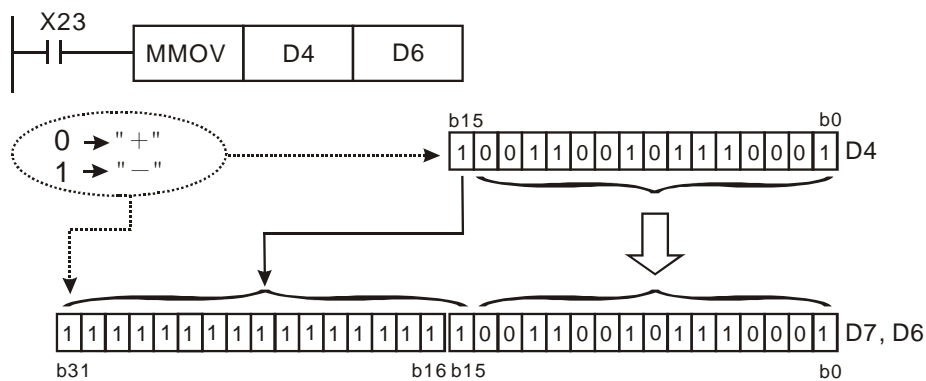 X23
MMOV D4 D6
b15 b0
0 → "+"
1 → "−"
1 0 0 1 1 0 0 1 0 1 1 1 0 0 0 1 D4
1 1 1 1 1 1 1 1 1 1 1 1 1 1 1 1 1 0 0 1 1 0 0 1 0 1 1 1 0 0 0 1 D7, D6
b31 b16 b15 b0